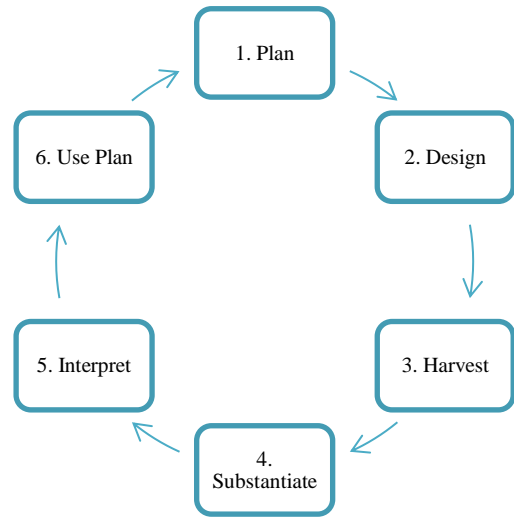 1. Plan
2. Design
3. Harvest
4.
Substantiate
5. Interpret
6. Use Plan